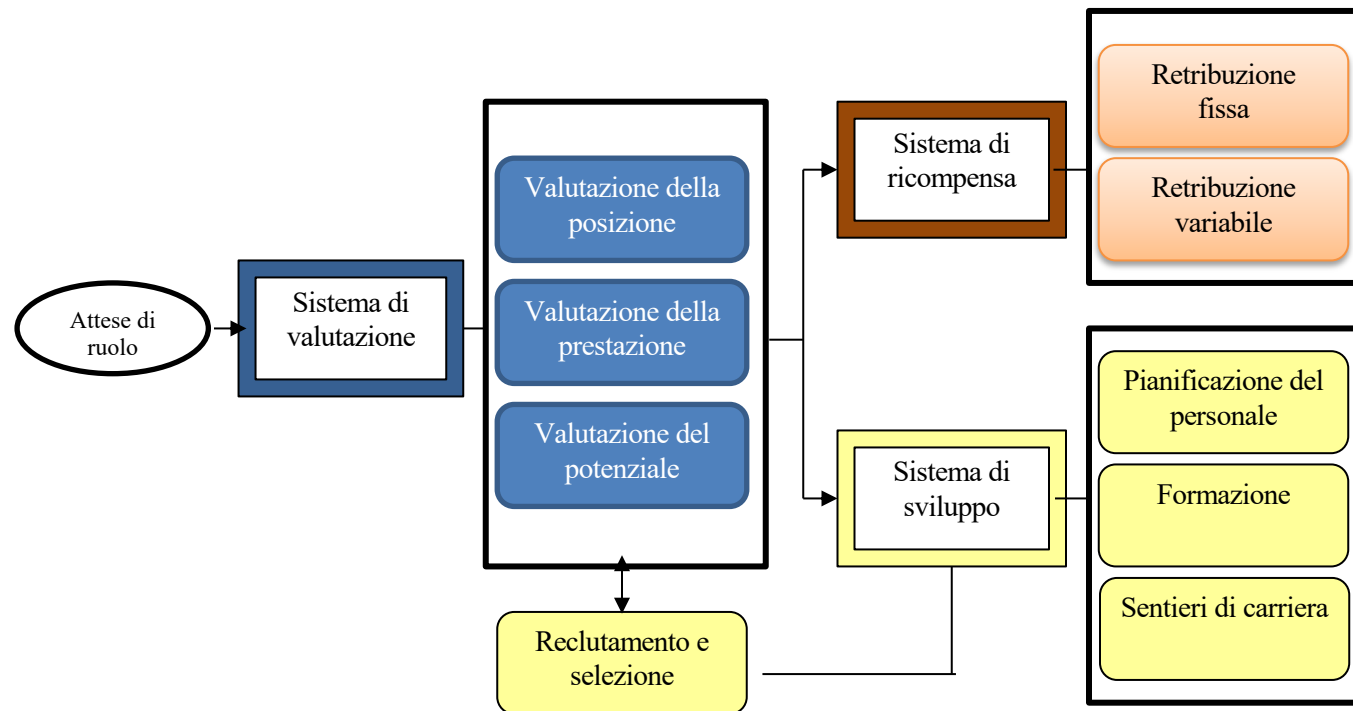 Attese di
ruolo
Sistema di
valutazione
Valutazione della
posizione
Valutazione della
prestazione
Valutazione del
potenziale
Reclutamento e
selezione
Sistema di
ricompensa
Retribuzione
fissa
Retribuzione
variabile
Sistema di
sviluppo
Pianificazione del
personale
Formazione
Sentieri di carriera